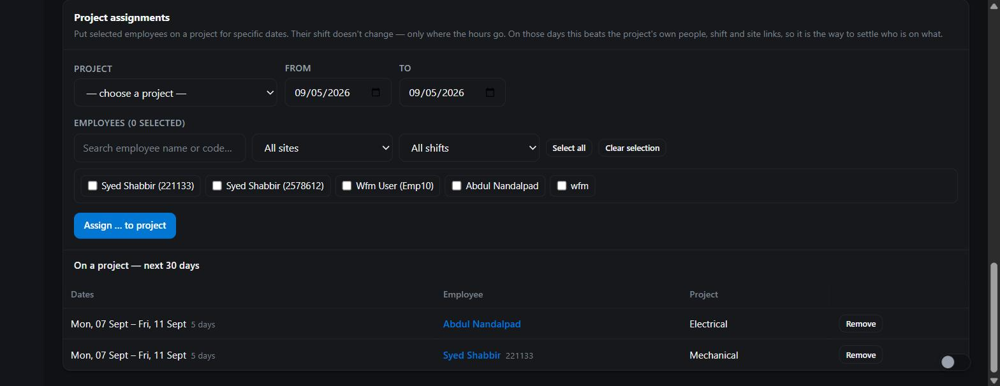 Project assignments
Put selected employees on a project for specific dates. Their shift doesn't change — only where the hours go. On those days this beats the project's own people, shift and site links, so it is the way to settle who is on what.
PROJECT FROM TO
— choose a project — 09/05/2026 09/05/2026
EMPLOYEES (0 SELECTED)
Search employee name or code... All sites All shifts Select all Clear selection
Syed Shabbir (221133) Syed Shabbir (2578612) Wfm User (Emp10) Abdul Nandalpad wfm
Assign ... to project
On a project — next 30 days
Dates Employee Project
Mon, 07 Sept – Fri, 11 Sept 5 days Abdul Nandalpad Electrical Remove
Mon, 07 Sept – Fri, 11 Sept 5 days Syed Shabbir 221133 Mechanical Remove